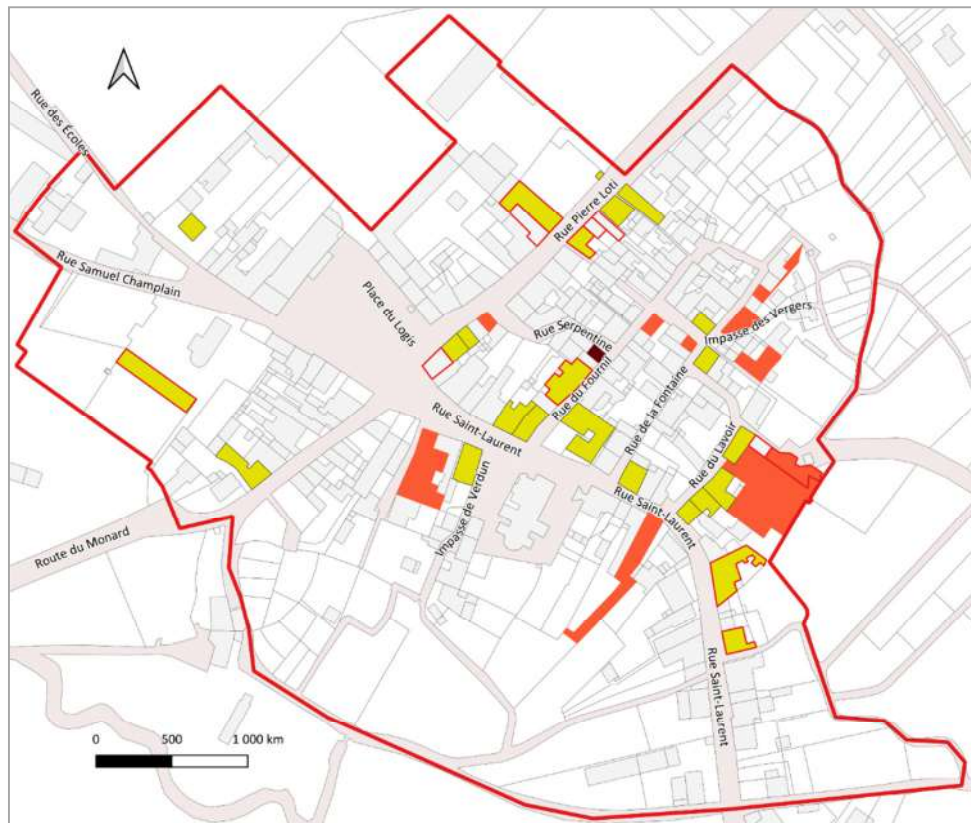 Rue des Ecoles
Rue Pierre Loti
Rue Samuel Champlain
Place du Logis
Rue Serpentine
Impasse des Vergers
Rue du Fournil
Rue de la Fontaine
Rue Saint-Laurent
Rue du Lavoir
Impasse de Verdun
Rue Saint-Laurent
Route du Monard
Rue Saint-Laurent
0 500 1 000 km